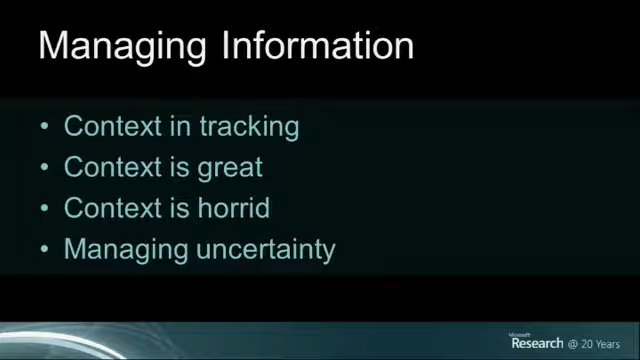 Managing Information
• Context in tracking
• Context is great
• Context is horrid
• Managing uncertainty
Microsoft
Research @ 20 Years